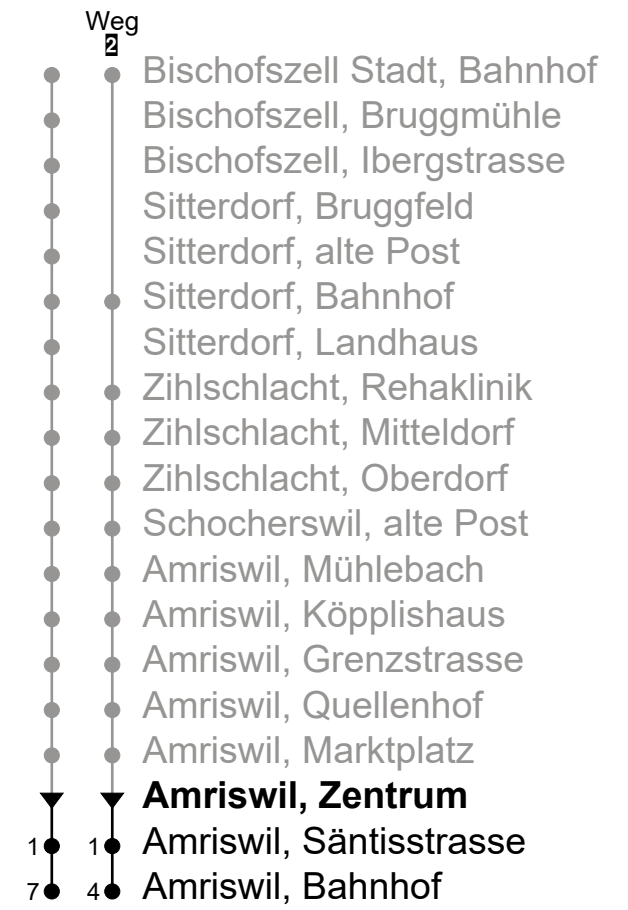 Weg
2
Bischofszell Stadt, Bahnhof
Bischofszell, Bruggmühle
Bischofszell, Ibergstrasse
Sitterdorf, Bruggfeld
Sitterdorf, alte Post
Sitterdorf, Bahnhof
Sitterdorf, Landhaus
Zihlschlacht, Rehaklinik
Zihlschlacht, Mitteldorf
Zihlschlacht, Oberdorf
Schocherswil, alte Post
Amriswil, Mühlebach
Amriswil, Köpplishaus
Amriswil, Grenzstrasse
Amriswil, Quellenhof
Amriswil, Marktplatz
Amriswil, Zentrum
1 1 Amriswil, Säntisstrasse
7 4 Amriswil, Bahnhof